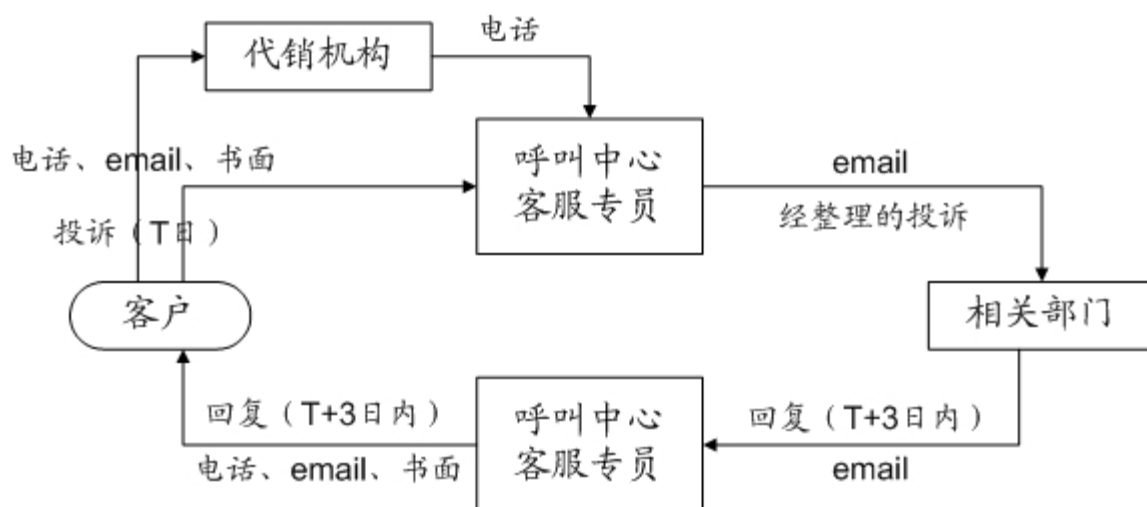 代销机构
电话
电话、email、书面
呼叫中心
客服专员
email
经整理的投诉
投诉（T日）
客户
相关部门
回复（T+3日内）
电话、email、书面
呼叫中心
客服专员
回复（T+3日内）
email